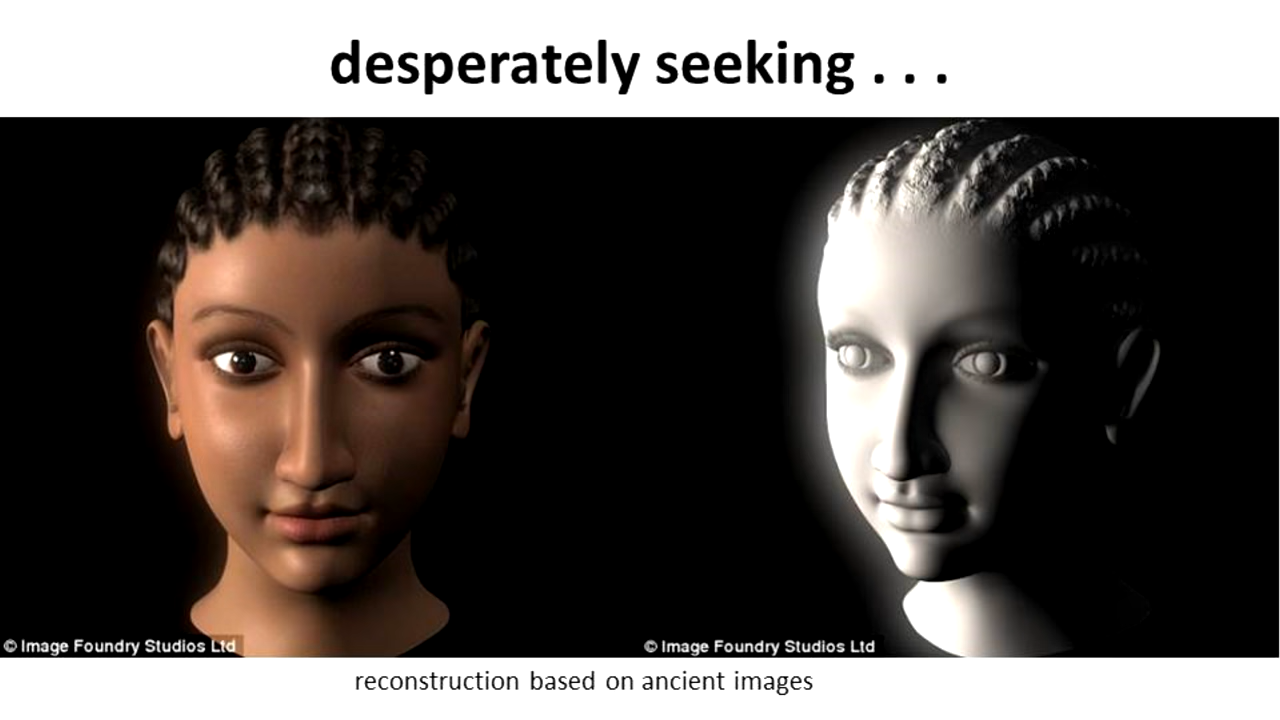 desperately seeking . . .
© Image Foundry Studios Ltd
© Image Foundry Studios Ltd
reconstruction based on ancient images